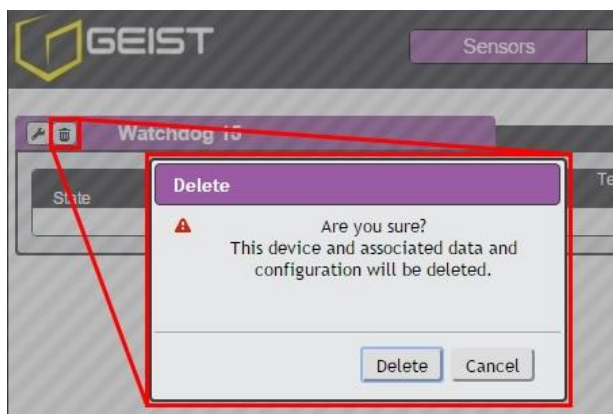 GEIST
Sensors
Watchdog 15
Te
State
Delete
Are you sure?
This device and associated data and
configuration will be deleted.
Delete Cancel